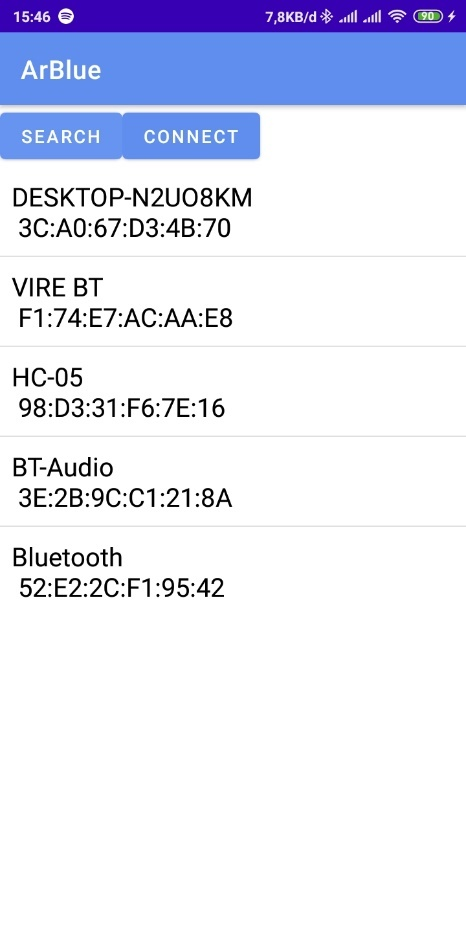 15:46 7,8KB/d 90
ArBlue
SEARCH CONNECT
DESKTOP-N2UO8KM
3C:A0:67:D3:4B:70
VIRE BT
F1:74:E7:AC:AA:E8
HC-05
98:D3:31:F6:7E:16
BT-Audio
3E:2B:9C:C1:21:8A
Bluetooth
52:E2:2C:F1:95:42